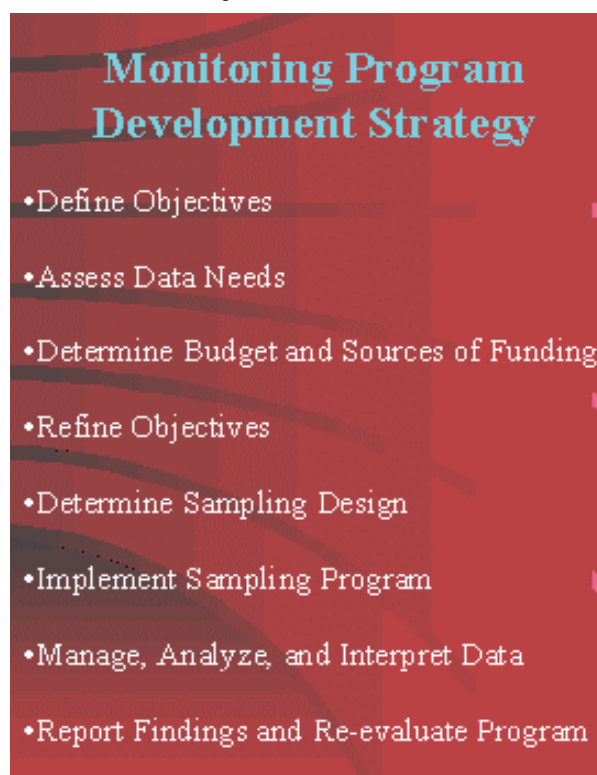 Monitoring Program
Development Strategy
•Define Objectives
•Assess Data Needs
•Determine Budget and Sources of Funding
•Refine Objectives
•Determine Sampling Design
•Implement Sampling Program
•Manage, Analyze, and Interpret Data
•Report Findings and Re-evaluate Program